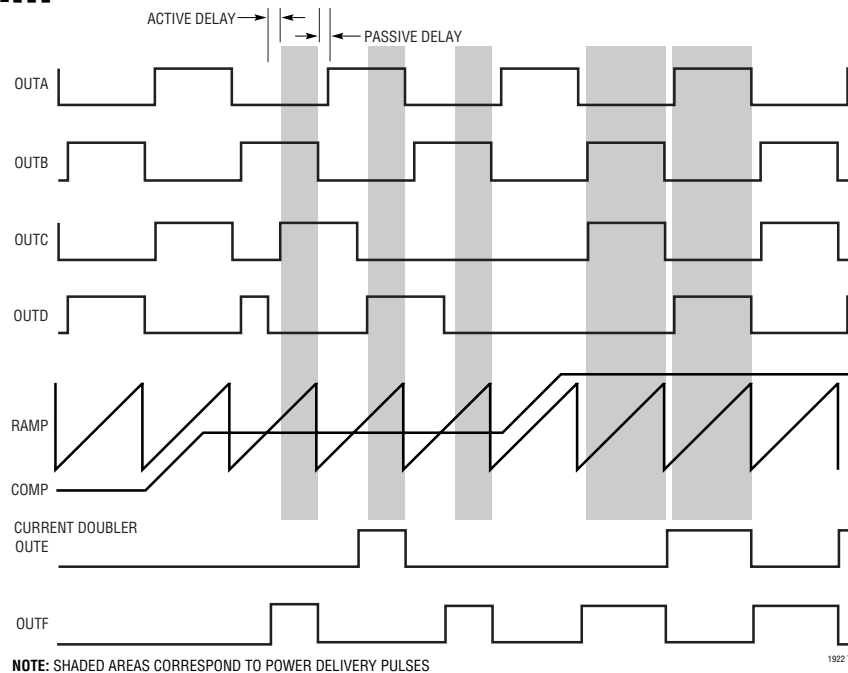 ACTIVE DELAY
PASSIVE DELAY
OUTA
OUTB
OUTC
OUTD
RAMP
COMP
CURRENT DOUBLER
OUTE
OUTF
NOTE: SHADED AREAS CORRESPOND TO POWER DELIVERY PULSES
1922